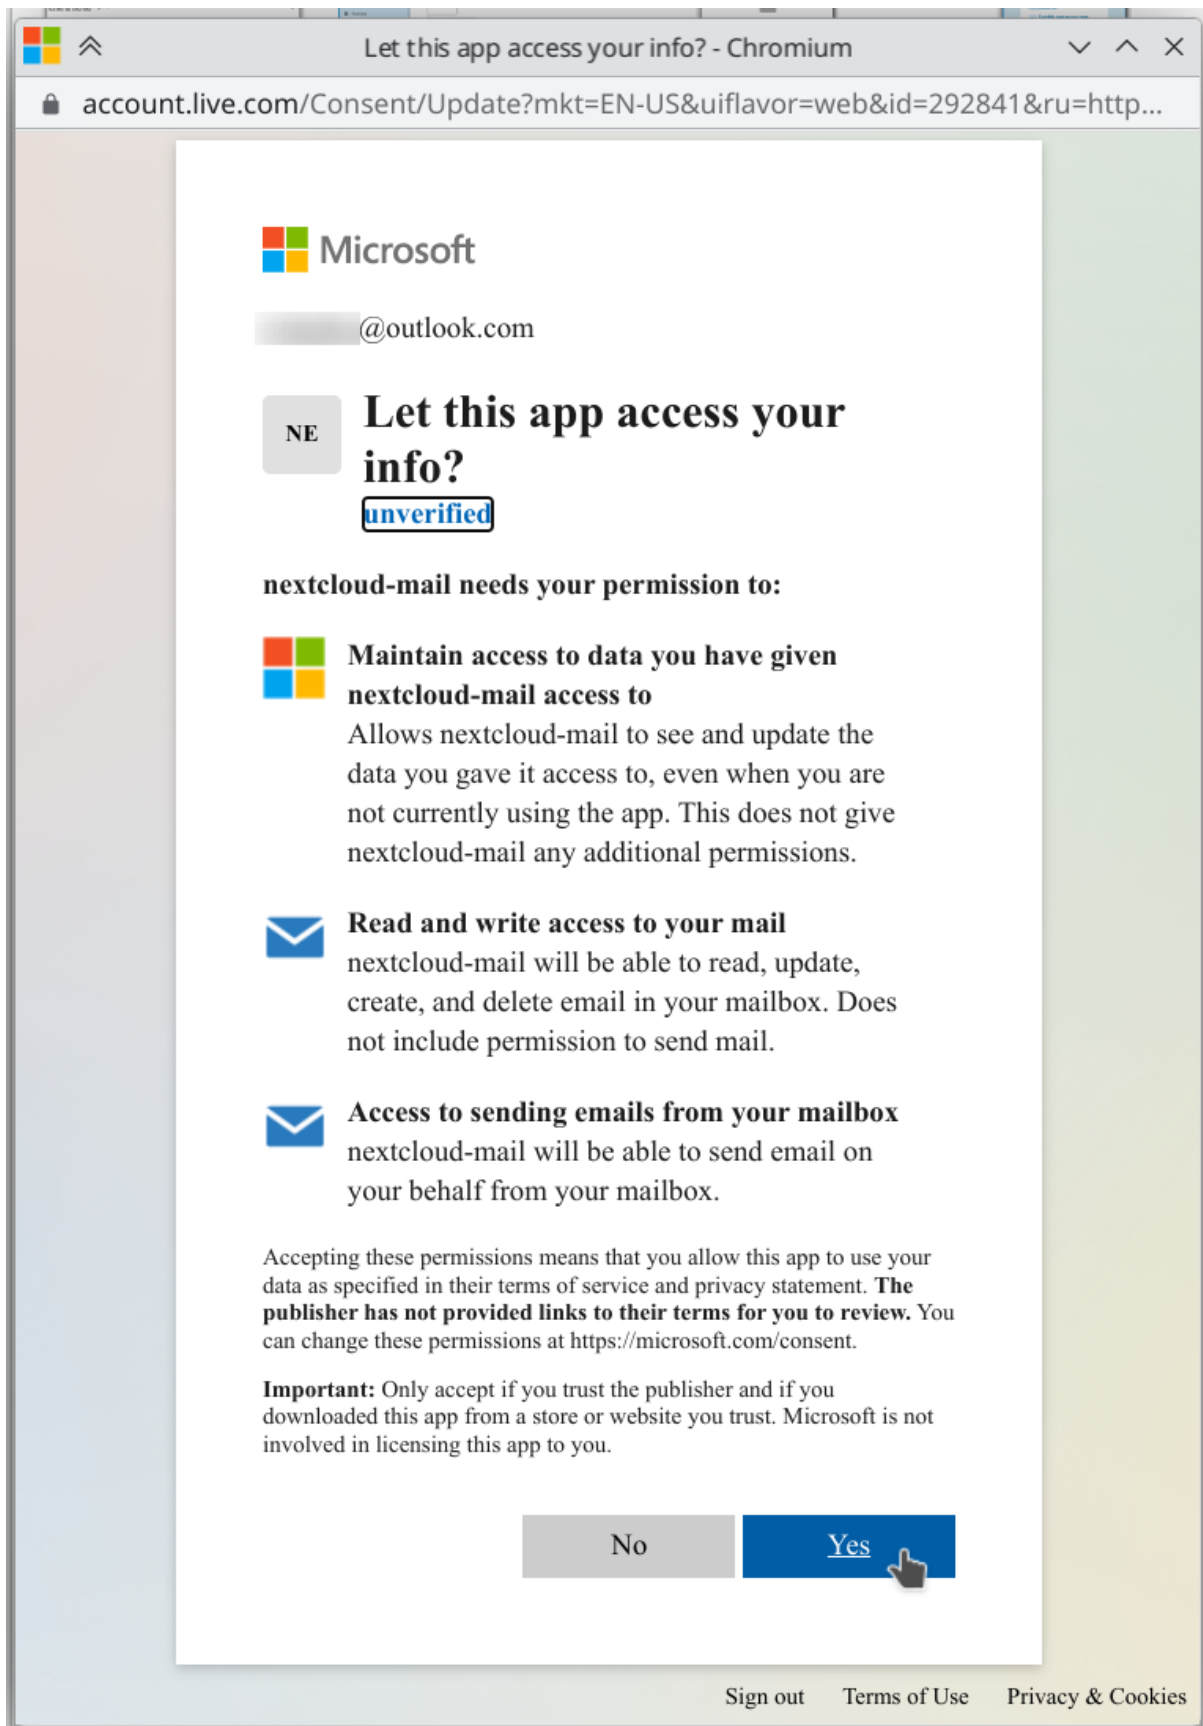 Let this app access your info? - Chromium
account.live.com/Consent/Update?mkt=EN-US&uiflavor=web&id=292841&ru=http...
Microsoft
@outlook.com
NE
Let this app access your
info?
unverified
nextcloud-mail needs your permission to:
Maintain access to data you have given
nextcloud-mail access to
Allows nextcloud-mail to see and update the
data you gave it access to, even when you are
not currently using the app. This does not give
nextcloud-mail any additional permissions.
Read and write access to your mail
nextcloud-mail will be able to read, update,
create, and delete email in your mailbox. Does
not include permission to send mail.
Access to sending emails from your mailbox
nextcloud-mail will be able to send email on
your behalf from your mailbox.
Accepting these permissions means that you allow this app to use your
data as specified in their terms of service and privacy statement. The
publisher has not provided links to their terms for you to review. You
can change these permissions at https://microsoft.com/consent.
Important: Only accept if you trust the publisher and if you
downloaded this app from a store or website you trust. Microsoft is not
involved in licensing this app to you.
No
Yes
Sign out
Terms of Use
Privacy & Cookies